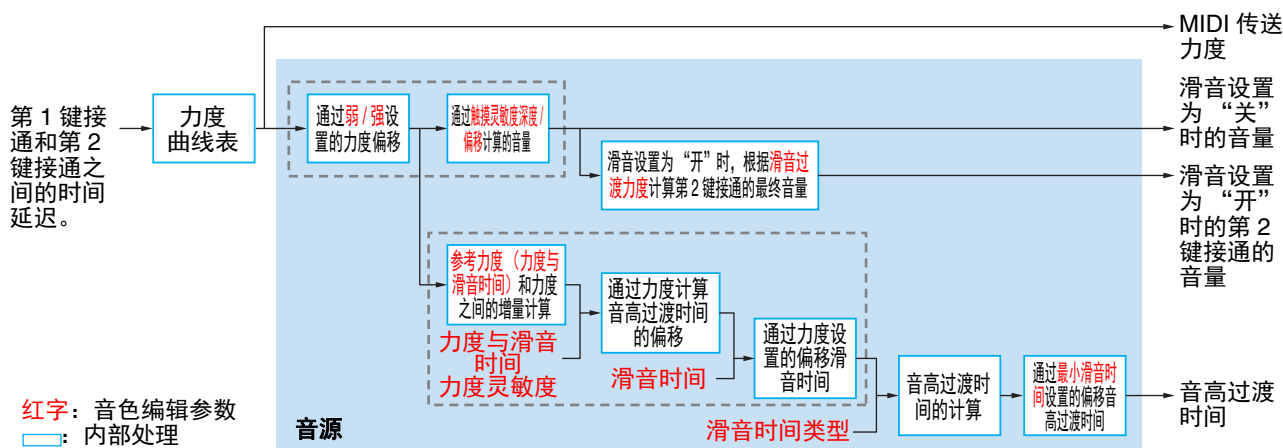 MIDI 传送
力度
第 1 键接
通和第 2
键接通之
间的时间
延迟。
力度
曲线表
通过弱 / 强设
置的力度偏移
通过触摸灵敏度深度 /
偏移计算的音量
滑音设置
为 “关”
时的音量
滑音设置为 “开” 时，根据滑音过
渡力度计算第 2 键接通的最终音量
滑音设置
为 “开”
时的第 2
键接通的
音量
参考力度（力度与
滑音时间）和力度
之间的增量计算
力度与滑音
时间
力度灵敏度
通过力度计算
音高过渡时间
的偏移
滑音时间
通过力度设
置的偏移滑
音时间
滑音时间类型
音高过渡时
间的计算
通过最小滑音时
间设置的偏移音
高过渡时间
音高过渡
时间
红字：音色编辑参数
：内部处理
音源